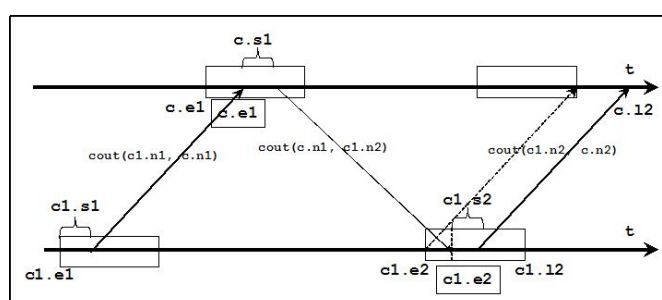 c.s1
t
c.e1
c.e1
c.l2
cout(c1.n1, c.n1)
cout(c.n1, c1.n2)
cout(c1.n2, c.n2)
c1.s1
c1.s2
t
c1.e1
c1.e2
c1.e2
c1.l2